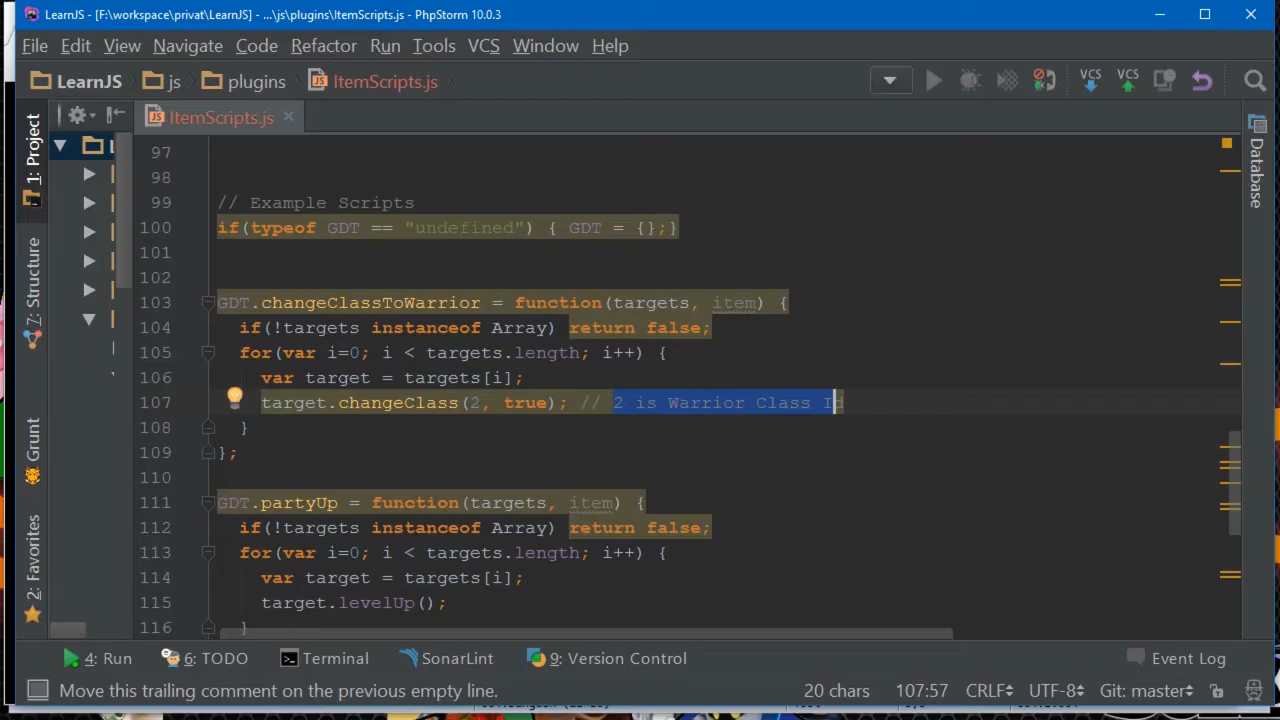 LearnJS - [F:\workspace\privat\LearnJS] - ...\js\plugins\ItemScripts.js - PhpStorm 10.0.3
File Edit View Navigate Code Refactor Run Tools VCS Window Help
LearnJS js plugins ItemScripts.js VCS VCS
1: Project
7: Structure
Grunt
2: Favorites
ItemScripts.js
97
98
99 // Example Scripts
100 if(typeof GDT == "undefined") { GDT = {};}
101
102
103 GDT.changeClassToWarrior = function(targets, item) {
104 if(!targets instanceof Array) return false;
105 for(var i=0; i < targets.length; i++) {
106 var target = targets[i];
107 target.changeClass(2, true); // 2 is Warrior Class Id
108 }
109 };
110
111 GDT.partyUp = function(targets, item) {
112 if(!targets instanceof Array) return false;
113 for(var i=0; i < targets.length; i++) {
114 var target = targets[i];
115 target.levelUp();
116 }
Database
4: Run 6: TODO Terminal SonarLint 9: Version Control Event Log
Move this trailing comment on the previous empty line. 20 chars 107:57 CRLF UTF-8 Git: master